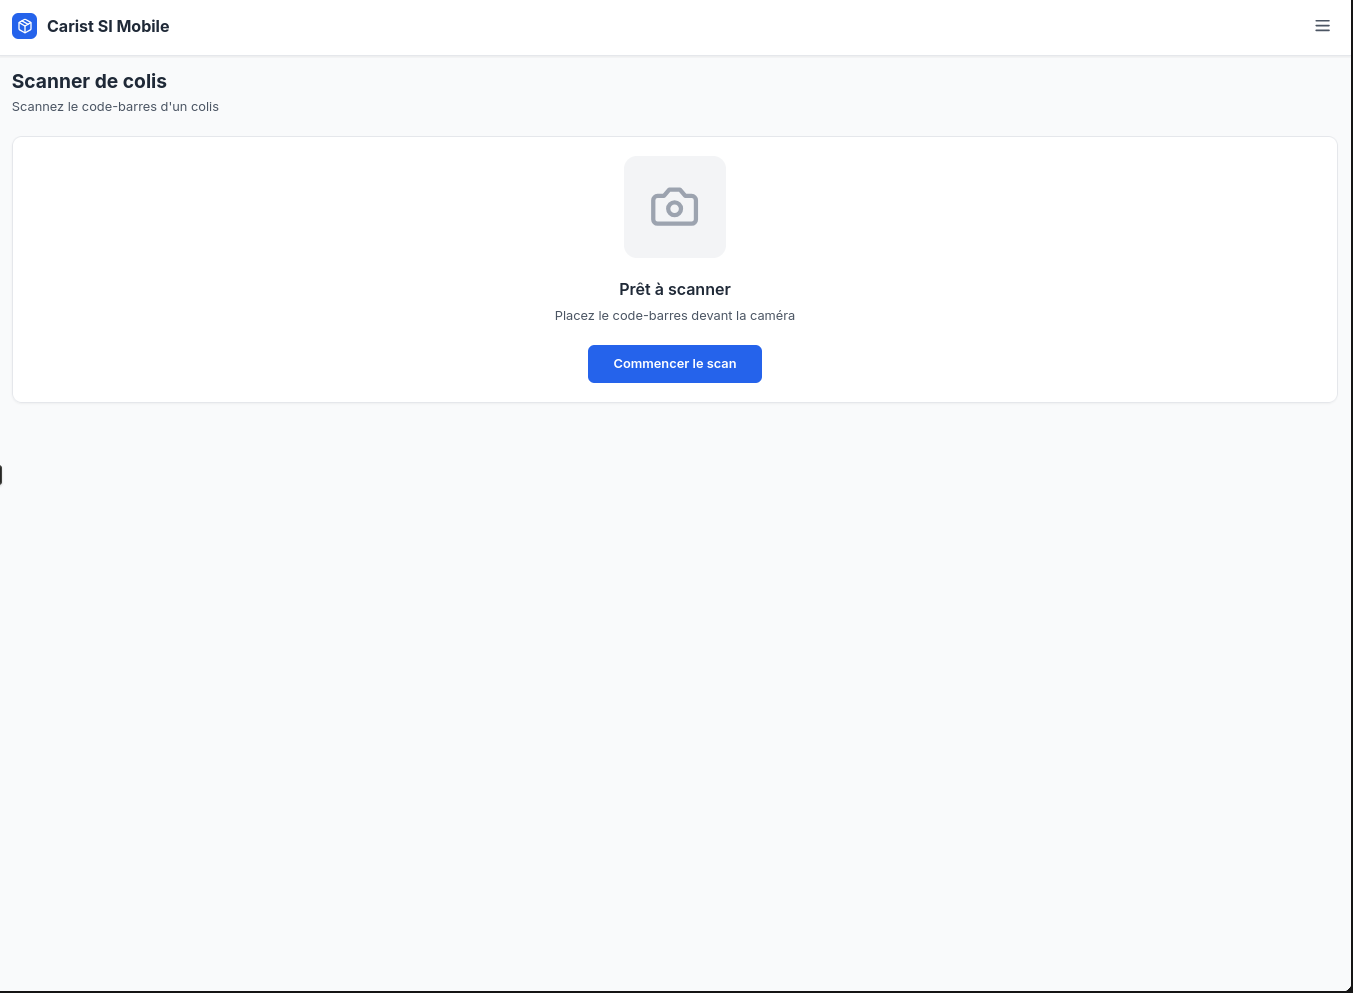 Carist SI Mobile
Scanner de colis
Scannez le code-barres d'un colis
Prêt à scanner
Placez le code-barres devant la caméra
Commencer le scan